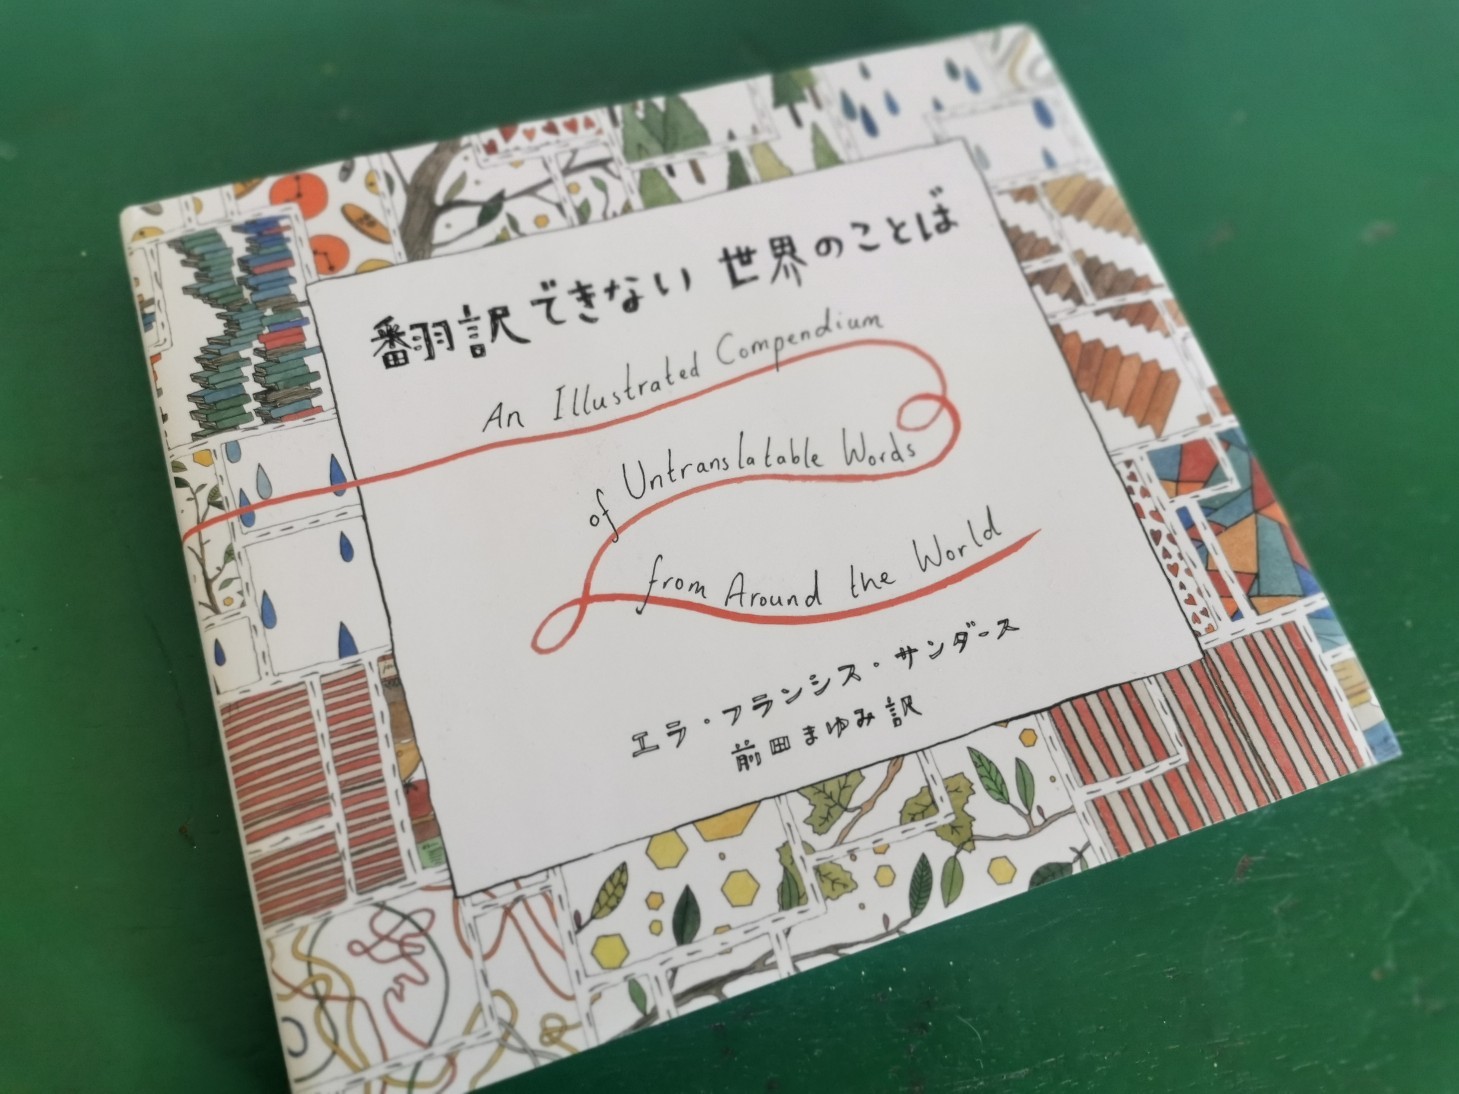 翻訳できない 世界のことば
An Illustrated Compendium
of Untranslatable Words
from Around the World
エラ・フランシス・サンダース
前田まゆみ訳